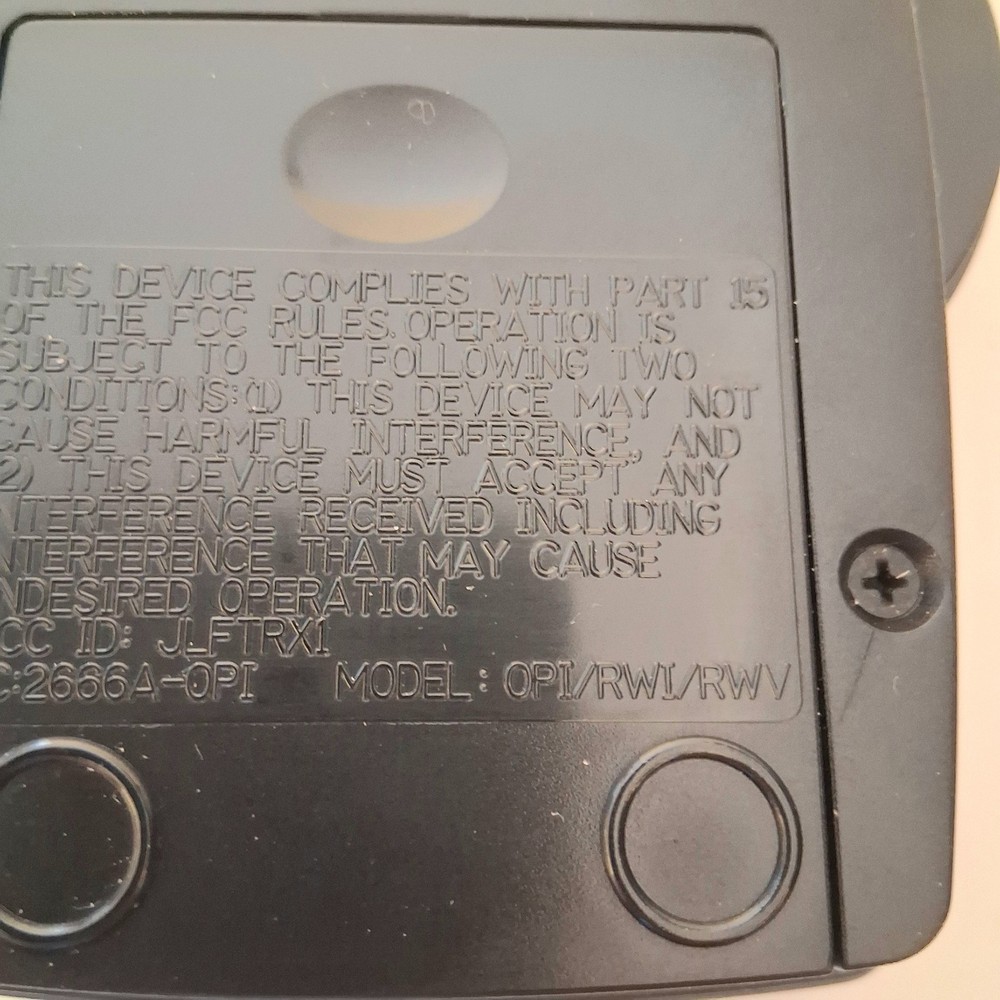 THIS DEVICE COMPLIES WITH PART 15
OF THE FCC RULES. OPERATION IS
SUBJECT TO THE FOLLOWING TWO
CONDITIONS:(1) THIS DEVICE MAY NOT
CAUSE HARMFUL INTERFERENCE, AND
2) THIS DEVICE MUST ACCEPT ANY
NTERFERENCE RECEIVED INCLUDING
NTERFERENCE THAT MAY CAUSE
NDESIRED OPERATION.
CC ID: JLFTRX1
C:2666A-OPI MODEL: OPI/RWI/RWV